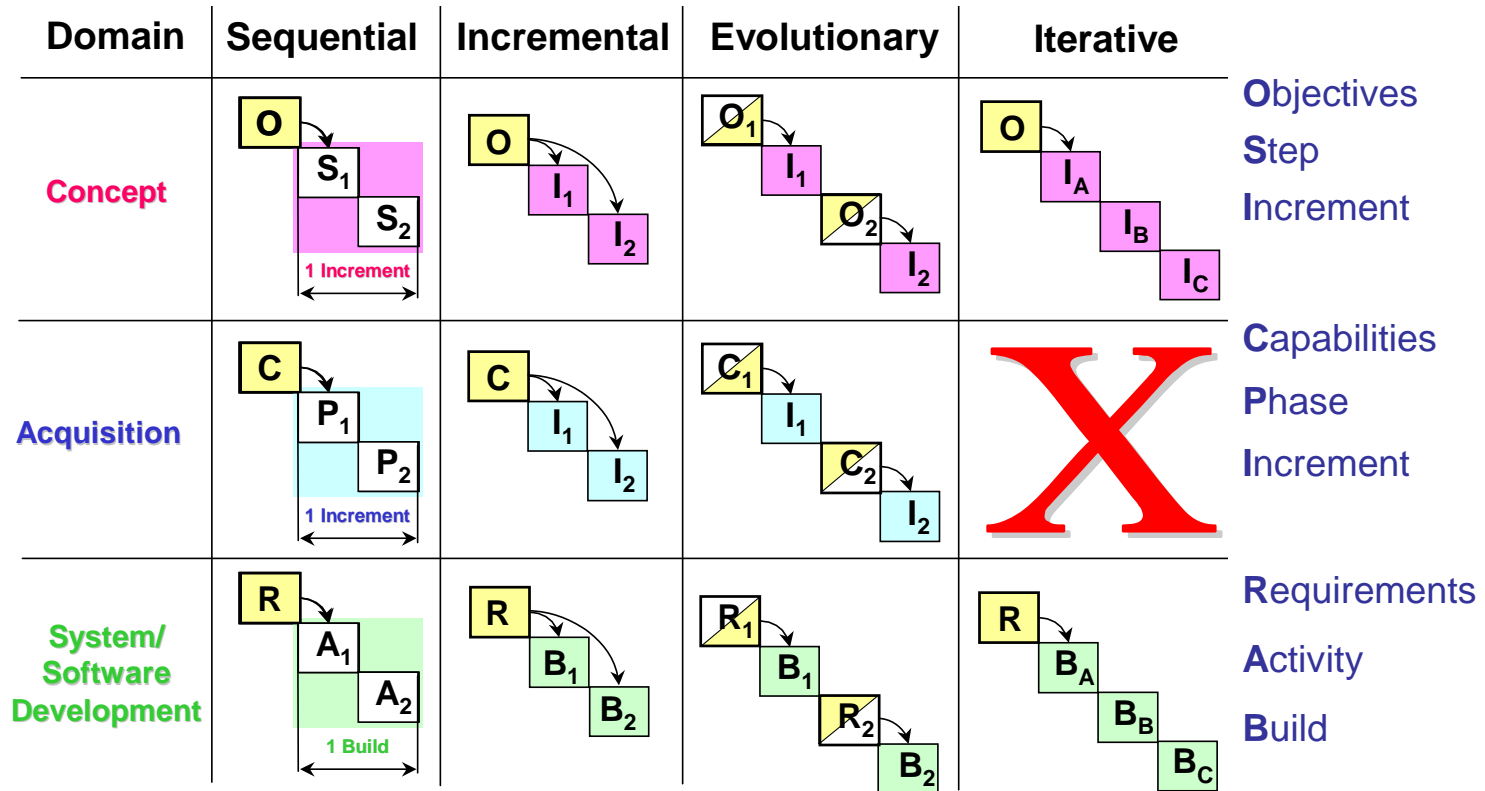 Domain Sequential Incremental Evolutionary Iterative
Concept
O
S1
S2
1 Increment
O
I1
I2
O1
I1
O2
I2
O
IA
IB
IC
Objectives
Step
Increment
Acquisition
C
P1
P2
1 Increment
C
I1
I2
C1
I1
C2
I2
X
Capabilities
Phase
Increment
System/
Software
Development
R
A1
A2
1 Build
R
B1
B2
R1
B1
R2
B2
R
BA
BB
BC
Requirements
Activity
Build